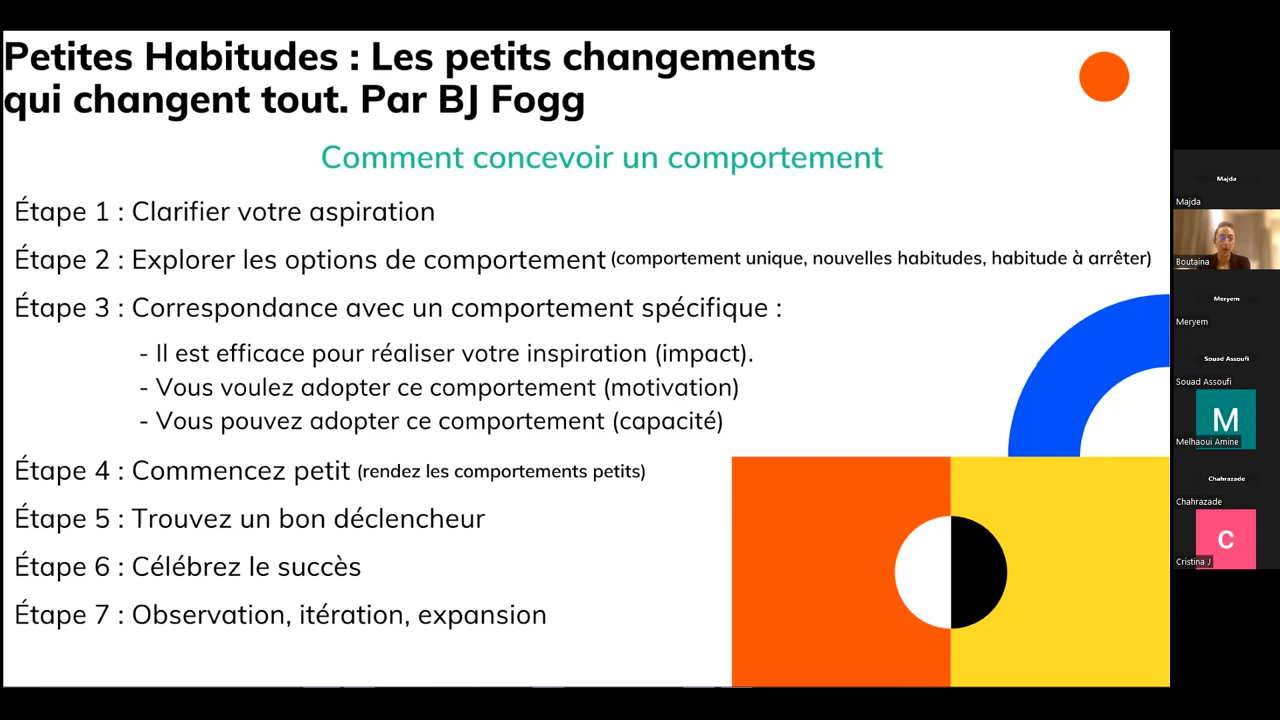 Petites Habitudes : Les petits changements
qui changent tout. Par BJ Fogg
Comment concevoir un comportement
Étape 1 : Clarifier votre aspiration
Étape 2 : Explorer les options de comportement (comportement unique, nouvelles habitudes, habitude à arrêter)
Étape 3 : Correspondance avec un comportement spécifique :
- Il est efficace pour réaliser votre inspiration (impact).
- Vous voulez adopter ce comportement (motivation)
- Vous pouvez adopter ce comportement (capacité)
Étape 4 : Commencez petit (rendez les comportements petits)
Étape 5 : Trouvez un bon déclencheur
Étape 6 : Célébrez le succès
Étape 7 : Observation, itération, expansion
Majda
Majda
Boutaina
Meryem
Meryem
Souad Assoufi
Souad Assoufi
M
Melhaoui Amine
Chahrazade
Chahrazade
C
Cristina J